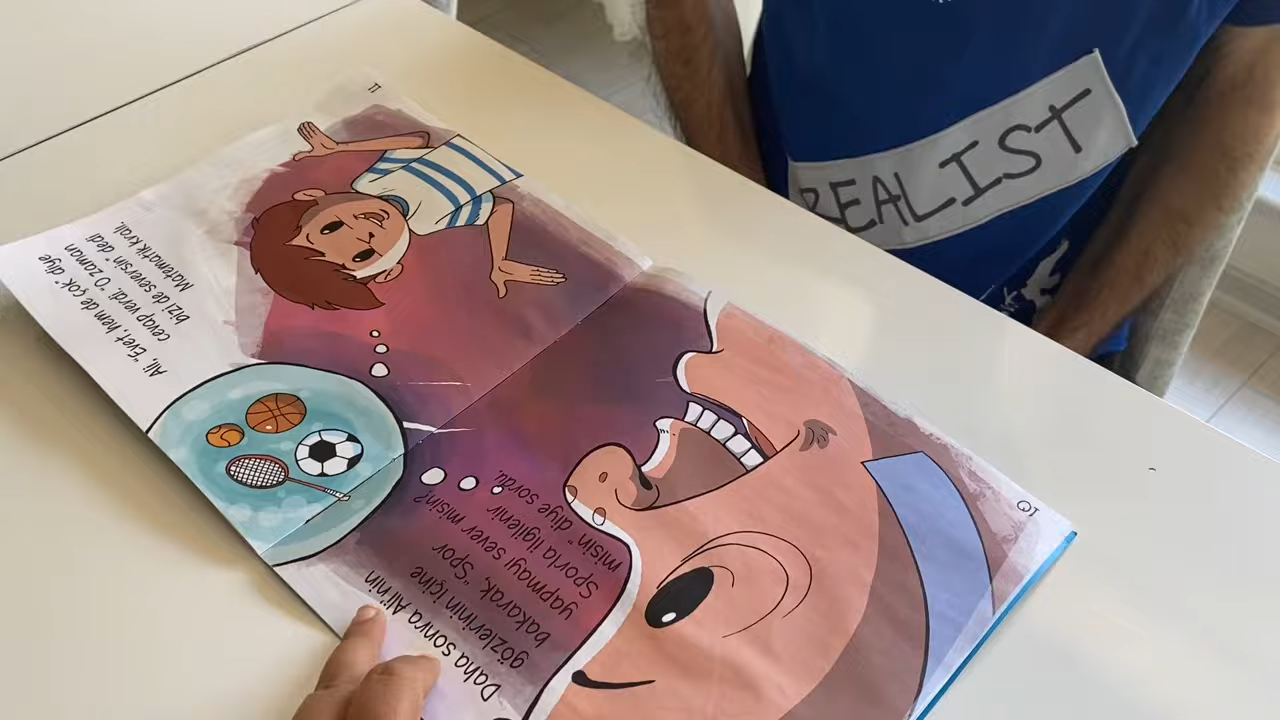 REALIST
Daha sonra Ali'nin
gözlerinin içine
bakarak, "Spor
yapmayı sever misin?
Sporla ilgilenir
misin" diye sordu.
10
Ali, "Evet, hem de çok" diye
cevap verdi. "O zaman
bizi de seversin" dedi
Matematik kralı.
11